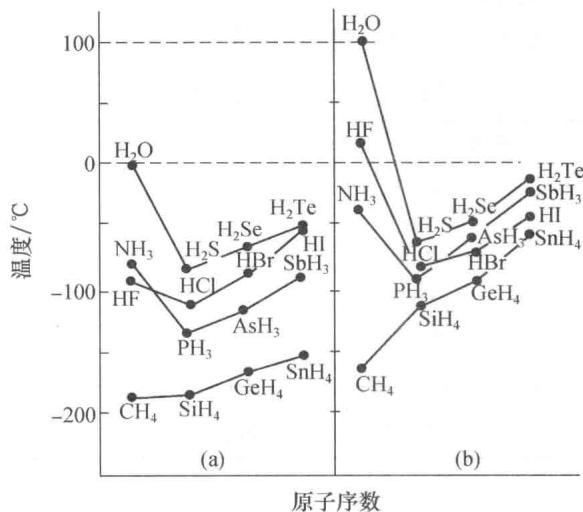 温度/℃
100
0
-100
-200
H₂O
NH₃
HF
H₂S
HCl
H₂Se
HBr
H₂Te
HI
SbH₃
PH₃
AsH₃
CH₄
SiH₄
GeH₄
SnH₄
(a)
H₂O
HF
NH₃
H₂S
HCl
PH₃
H₂Se
AsH₃
HBr
H₂Te
SbH₃
HI
SnH₄
GeH₄
SiH₄
CH₄
(b)
原子序数